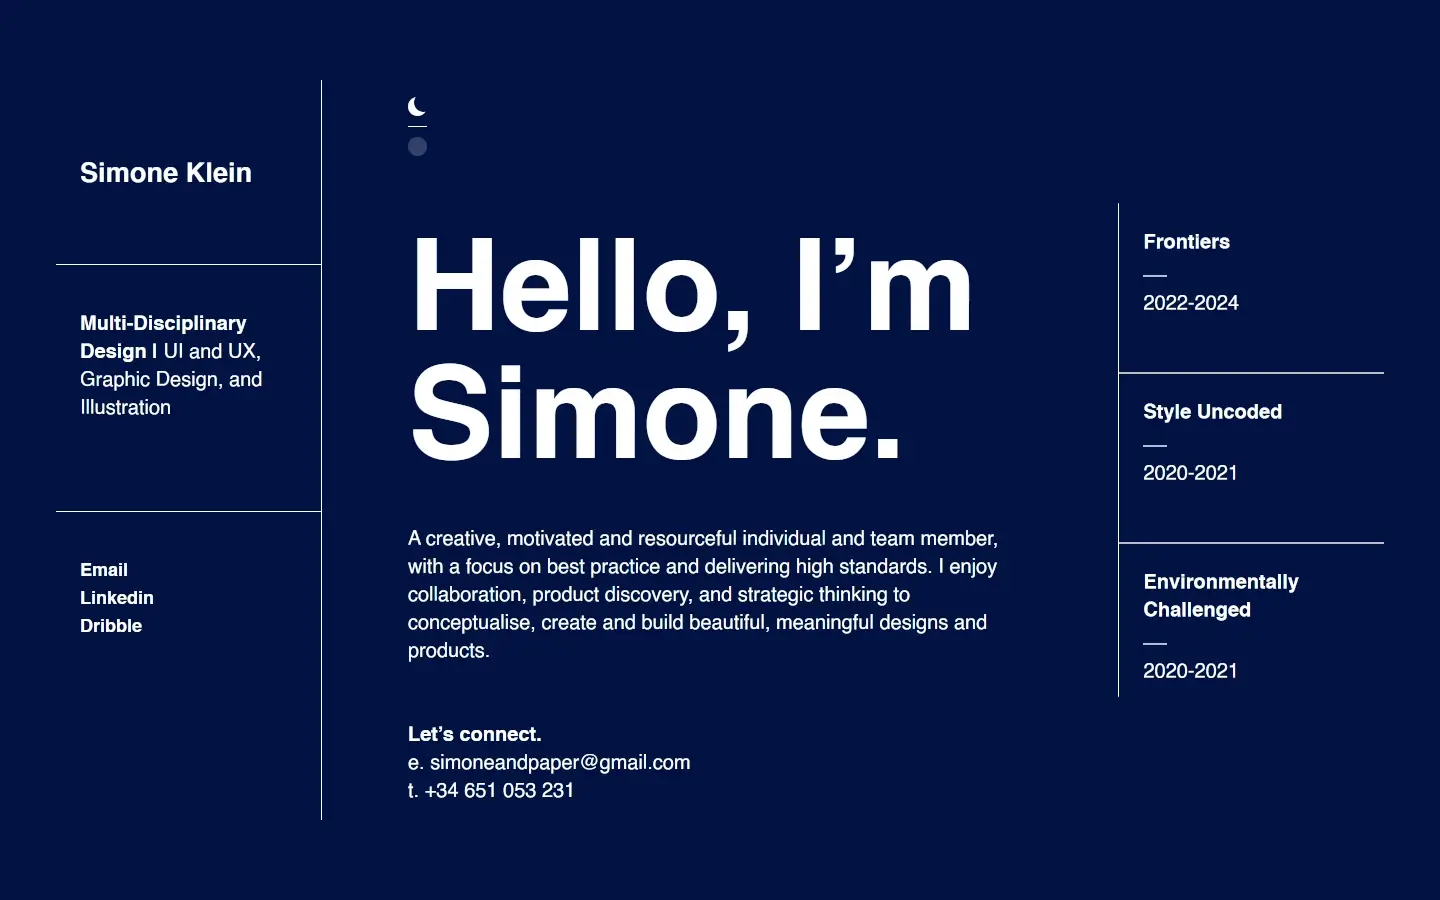 Simone Klein
Multi-Disciplinary
Design | UI and UX,
Graphic Design, and
Illustration
Email
Linkedin
Dribble
Hello, I’m
Simone.
A creative, motivated and resourceful individual and team member,
with a focus on best practice and delivering high standards. I enjoy
collaboration, product discovery, and strategic thinking to
conceptualise, create and build beautiful, meaningful designs and
products.
Let’s connect.
e. simoneandpaper@gmail.com
t. +34 651 053 231
Frontiers
2022-2024
Style Uncoded
2020-2021
Environmentally
Challenged
2020-2021